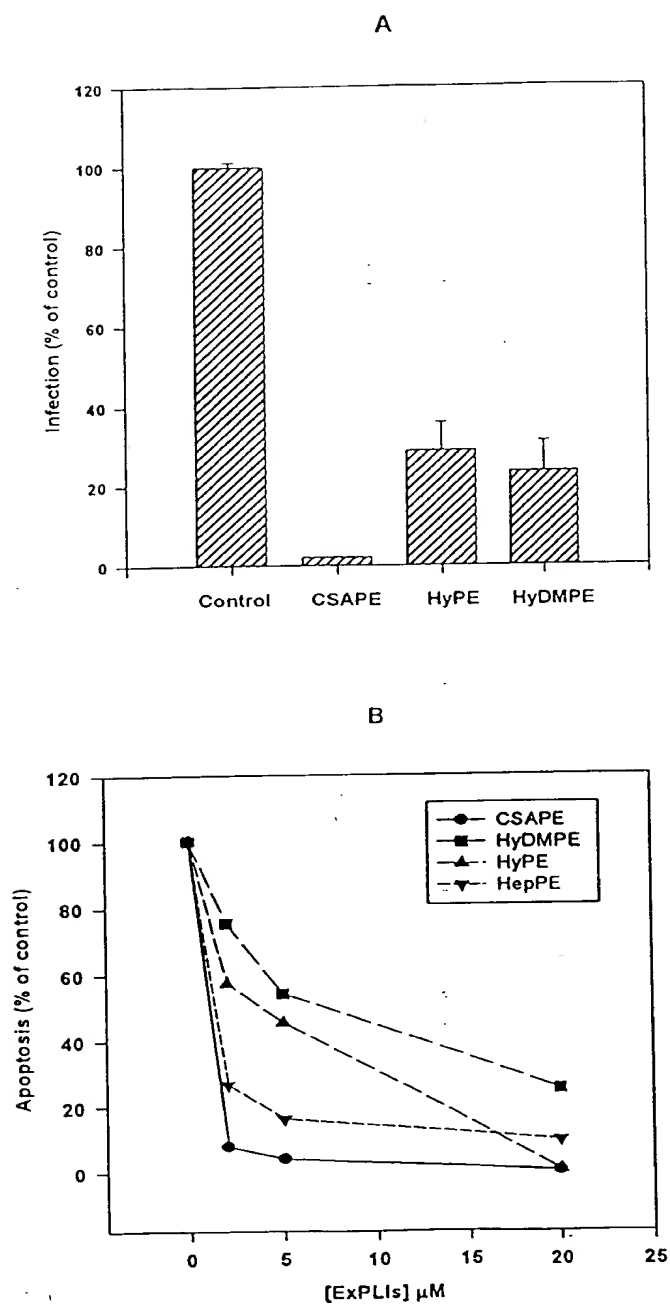 A
120
100
80
60
40
20
0
Infection (% of control)
Control CSAPE HyPE HyDMPE
B
120
100
80
60
40
20
0
Apoptosis (% of control)
CSAPE
HyDMPE
HyPE
HepPE
0 5 10 15 20 25
[ExPLIs] µM